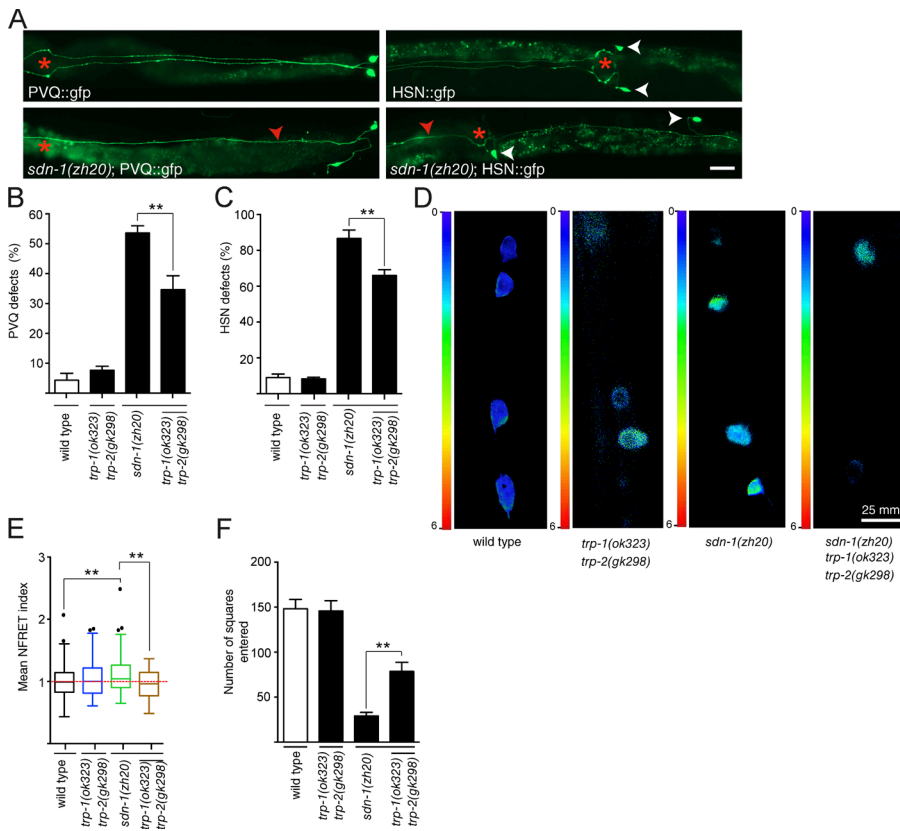 A
PVQ::gfp
HSN::gfp
sdn-1(zh20); PVQ::gfp
sdn-1(zh20); HSN::gfp
*
*
*
*
B
PVQ defects (%)
60
50
40
30
20
10
**
wild type
trp-1(ok323)
trp-2(gk298)
sdn-1(zh20)
trp-1(ok323)
trp-2(gk298)
C
HSN defects (%)
100
80
60
40
20
**
wild type
trp-1(ok323)
trp-2(gk298)
sdn-1(zh20)
trp-1(ok323)
trp-2(gk298)
D
0
6
0
6
0
6
0
6
25 mm
wild type
trp-1(ok323)
trp-2(gk298)
sdn-1(zh20)
sdn-1(zh20)
trp-1(ok323)
trp-2(gk298)
E
Mean NFRET index
3
2
1
**
**
wild type
trp-1(ok323)
trp-2(gk298)
sdn-1(zh20)
trp-1(ok323)
trp-2(gk298)
F
Number of squares
entered
200
150
100
50
**
wild type
trp-1(ok323)
trp-2(gk298)
sdn-1(zh20)
trp-1(ok323)
trp-2(gk298)